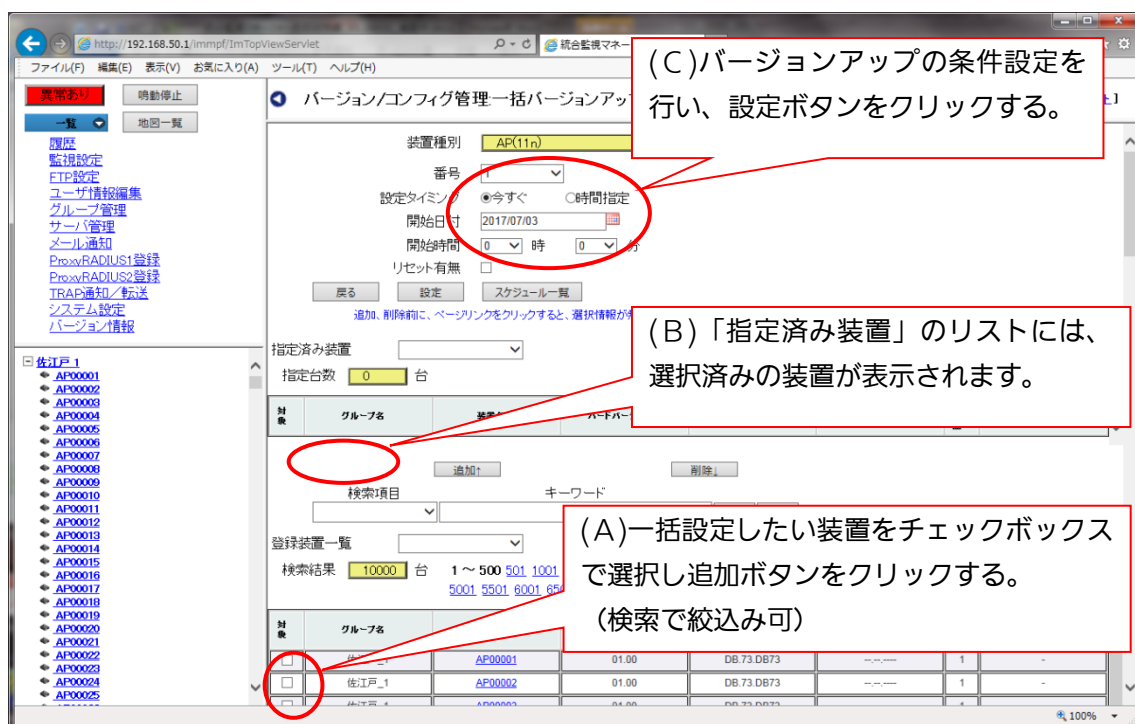 http://192.168.50.1/immpf/ImTopViewServlet
統合監視マネー
ファイル(F) 編集(E) 表示(V) お気に入り(A) ツール(T) ヘルプ(H)
異常あり 鳴動停止
一覧 地図一覧
履歴
監視設定
FTP設定
ユーザ情報編集
グループ管理
サーバ管理
メール通知
ProxyRADIUS1登録
ProxyRADIUS2登録
TRAP通知／転送
システム設定
バージョン情報
佐江戸 1
AP00001
AP00002
AP00003
AP00004
AP00005
AP00006
AP00007
AP00008
AP00009
AP00010
AP00011
AP00012
AP00013
AP00014
AP00015
AP00016
AP00017
AP00018
AP00019
AP00020
AP00021
AP00022
AP00023
AP00024
AP00025
バージョン/コンフィグ管理:一括バージョンアッ
装置種別 AP(11n)
番号 1
設定タイミング 今すぐ 時間指定
開始日付 2017/07/03
開始時間 0 時 0 分
リセット有無
戻る 設定 スケジュール一覧
追加、削除前に、ページリンクをクリックすると、選択情報が
指定済み装置
指定台数 0 台
対象 グループ名
追加↑ 削除↓
検索項目 キーワード
登録装置一覧
検索結果 10000 台 1～500 501 1001
5001 5501 6001
対象 グループ名
佐江戸_1 AP00001 01.00 DB.73.DB73 --.--.---- 1 -
佐江戸_1 AP00002 01.00 DB.73.DB73 --.--.---- 1 -
(C)バージョンアップの条件設定を
行い、設定ボタンをクリックする。
(B)「指定済み装置」のリストには、
選択済みの装置が表示されます。
(A)一括設定したい装置をチェックボックス
で選択し追加ボタンをクリックする。
（検索で絞込み可）
100%